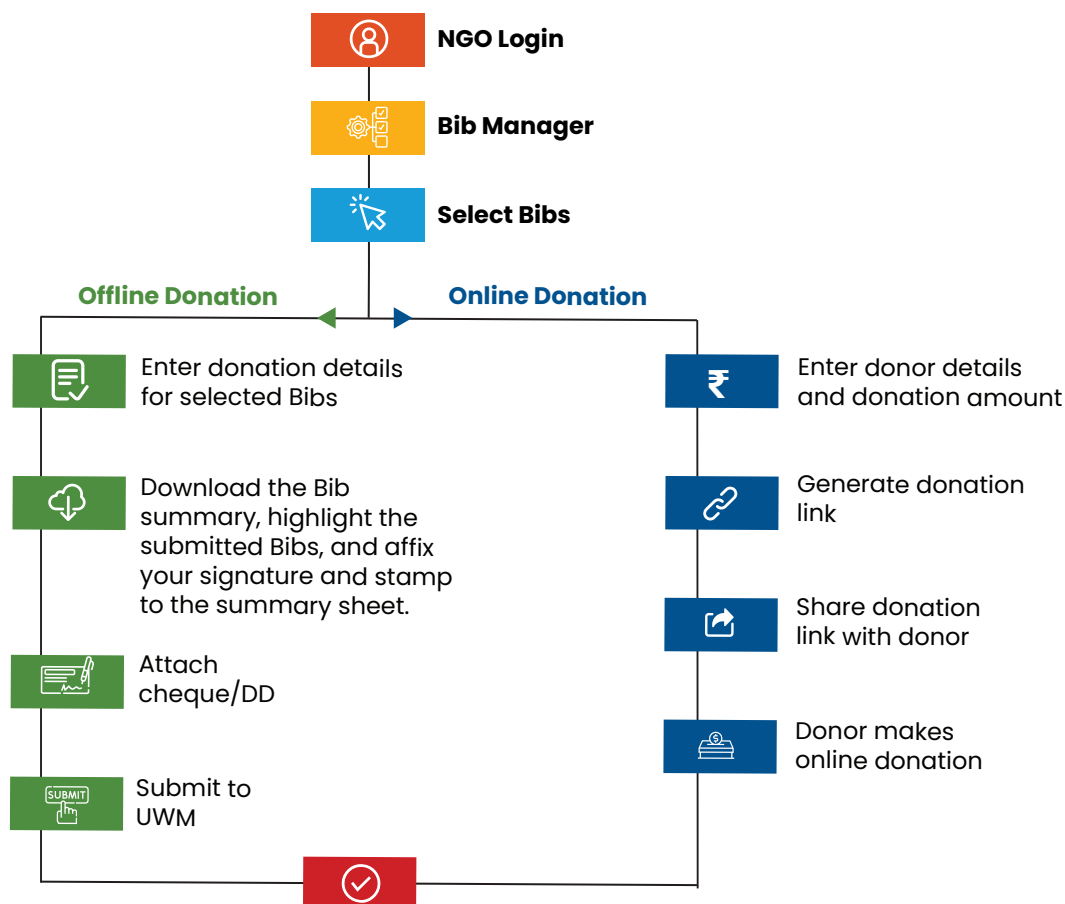 NGO Login
Bib Manager
Select Bibs
Offline Donation
Online Donation
Enter donation details
for selected Bibs
Download the Bib
summary, highlight the
submitted Bibs, and affix
your signature and stamp
to the summary sheet.
Attach
cheque/DD
SUBMIT
Submit to
UWM
₹
Enter donor details
and donation amount
Generate donation
link
Share donation
link with donor
$
Donor makes
online donation